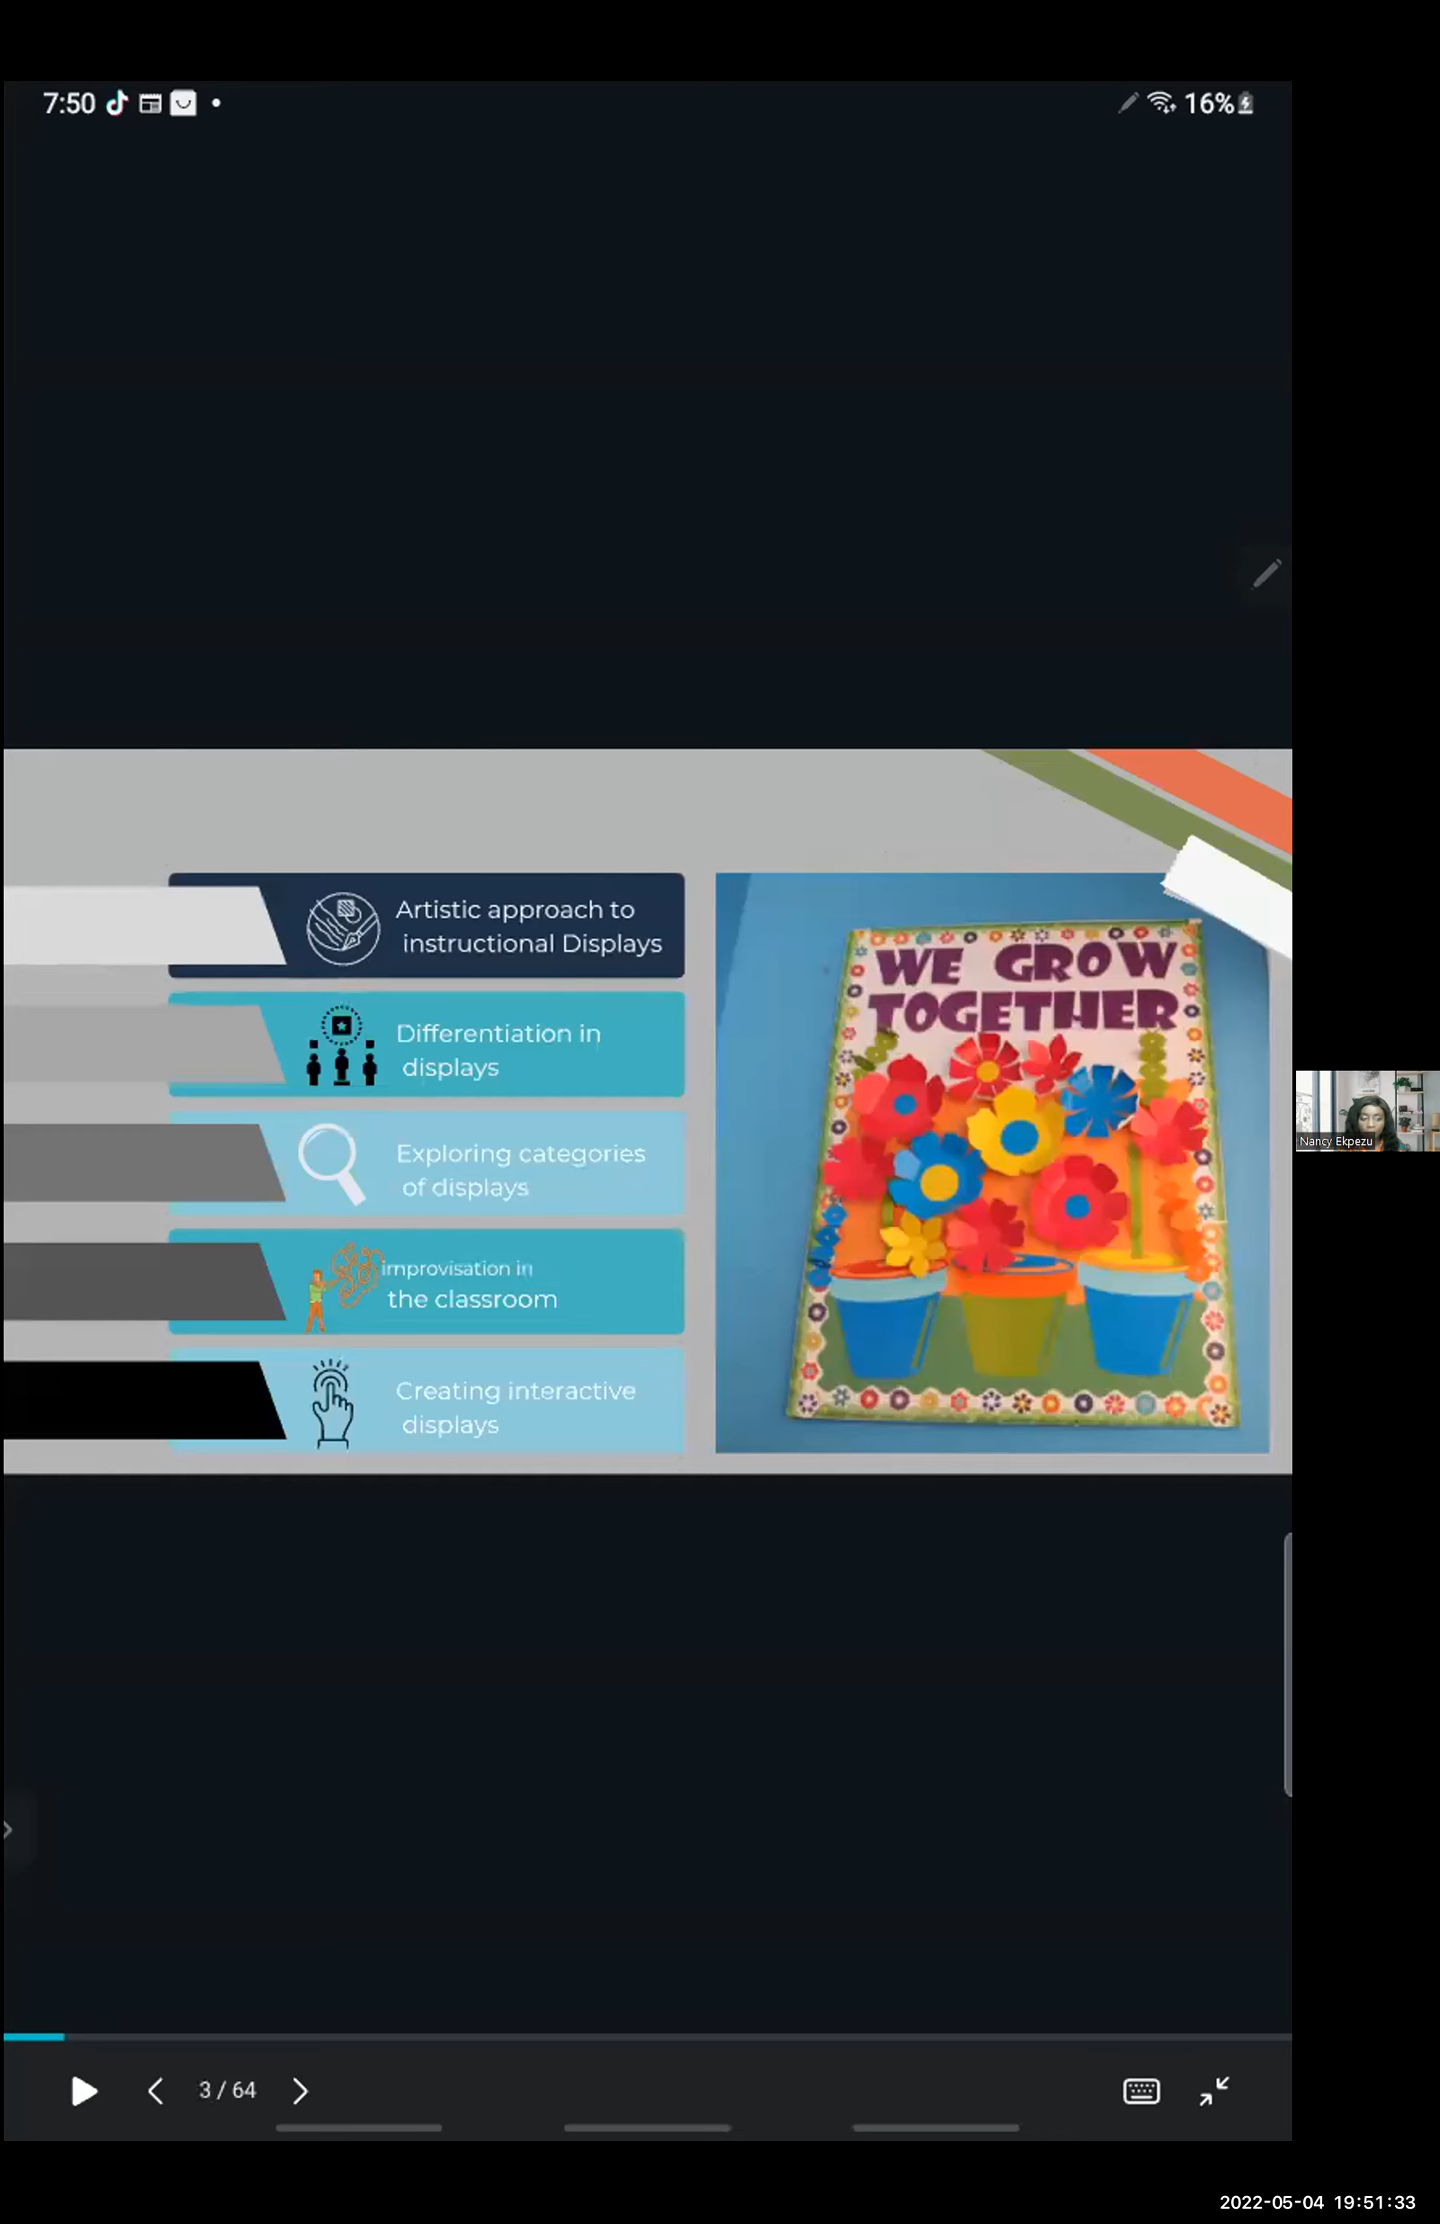 7:50
16%
Artistic approach to
instructional Displays
Differentiation in
displays
Exploring categories
of displays
improvisation in
the classroom
Creating interactive
displays
WE GROW
TOGETHER
Nancy Ekpezu
3 / 64
2022-05-04 19:51:33